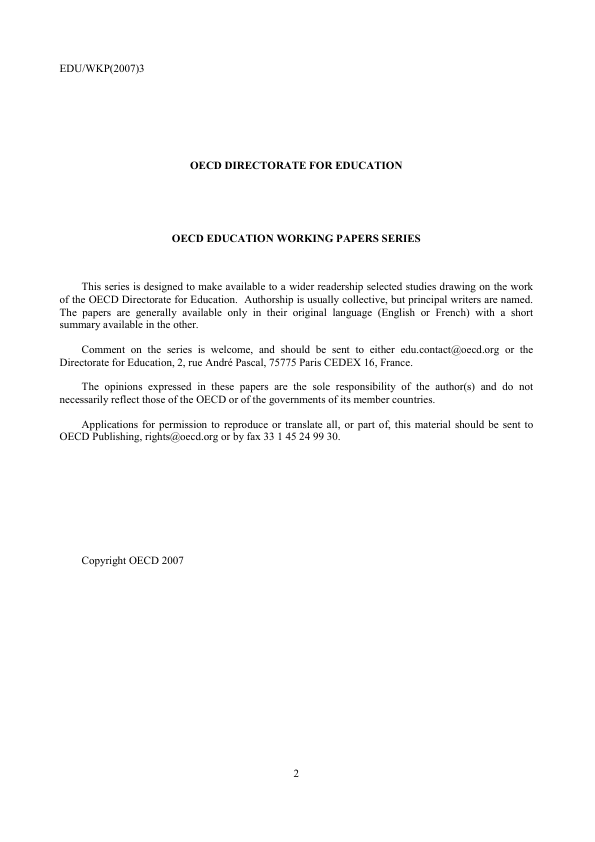 EDU/WKP(2007)3
OECD DIRECTORATE FOR EDUCATION
OECD EDUCATION WORKING PAPERS SERIES
This series is designed to make available to a wider readership selected studies drawing on the work
of the OECD Directorate for Education.  Authorship is usually collective, but principal writers are named.
The papers are generally available only in their original language (English or French) with a short
summary available in the other.
Comment on the series is welcome, and should be sent to either edu.contact@oecd.org or the
Directorate for Education, 2, rue André Pascal, 75775 Paris CEDEX 16, France.
The opinions expressed in these papers are the sole responsibility of the author(s) and do not
necessarily reflect those of the OECD or of the governments of its member countries.
Applications for permission to reproduce or translate all, or part of, this material should be sent to
OECD Publishing, rights@oecd.org or by fax 33 1 45 24 99 30.
Copyright OECD 2007
2